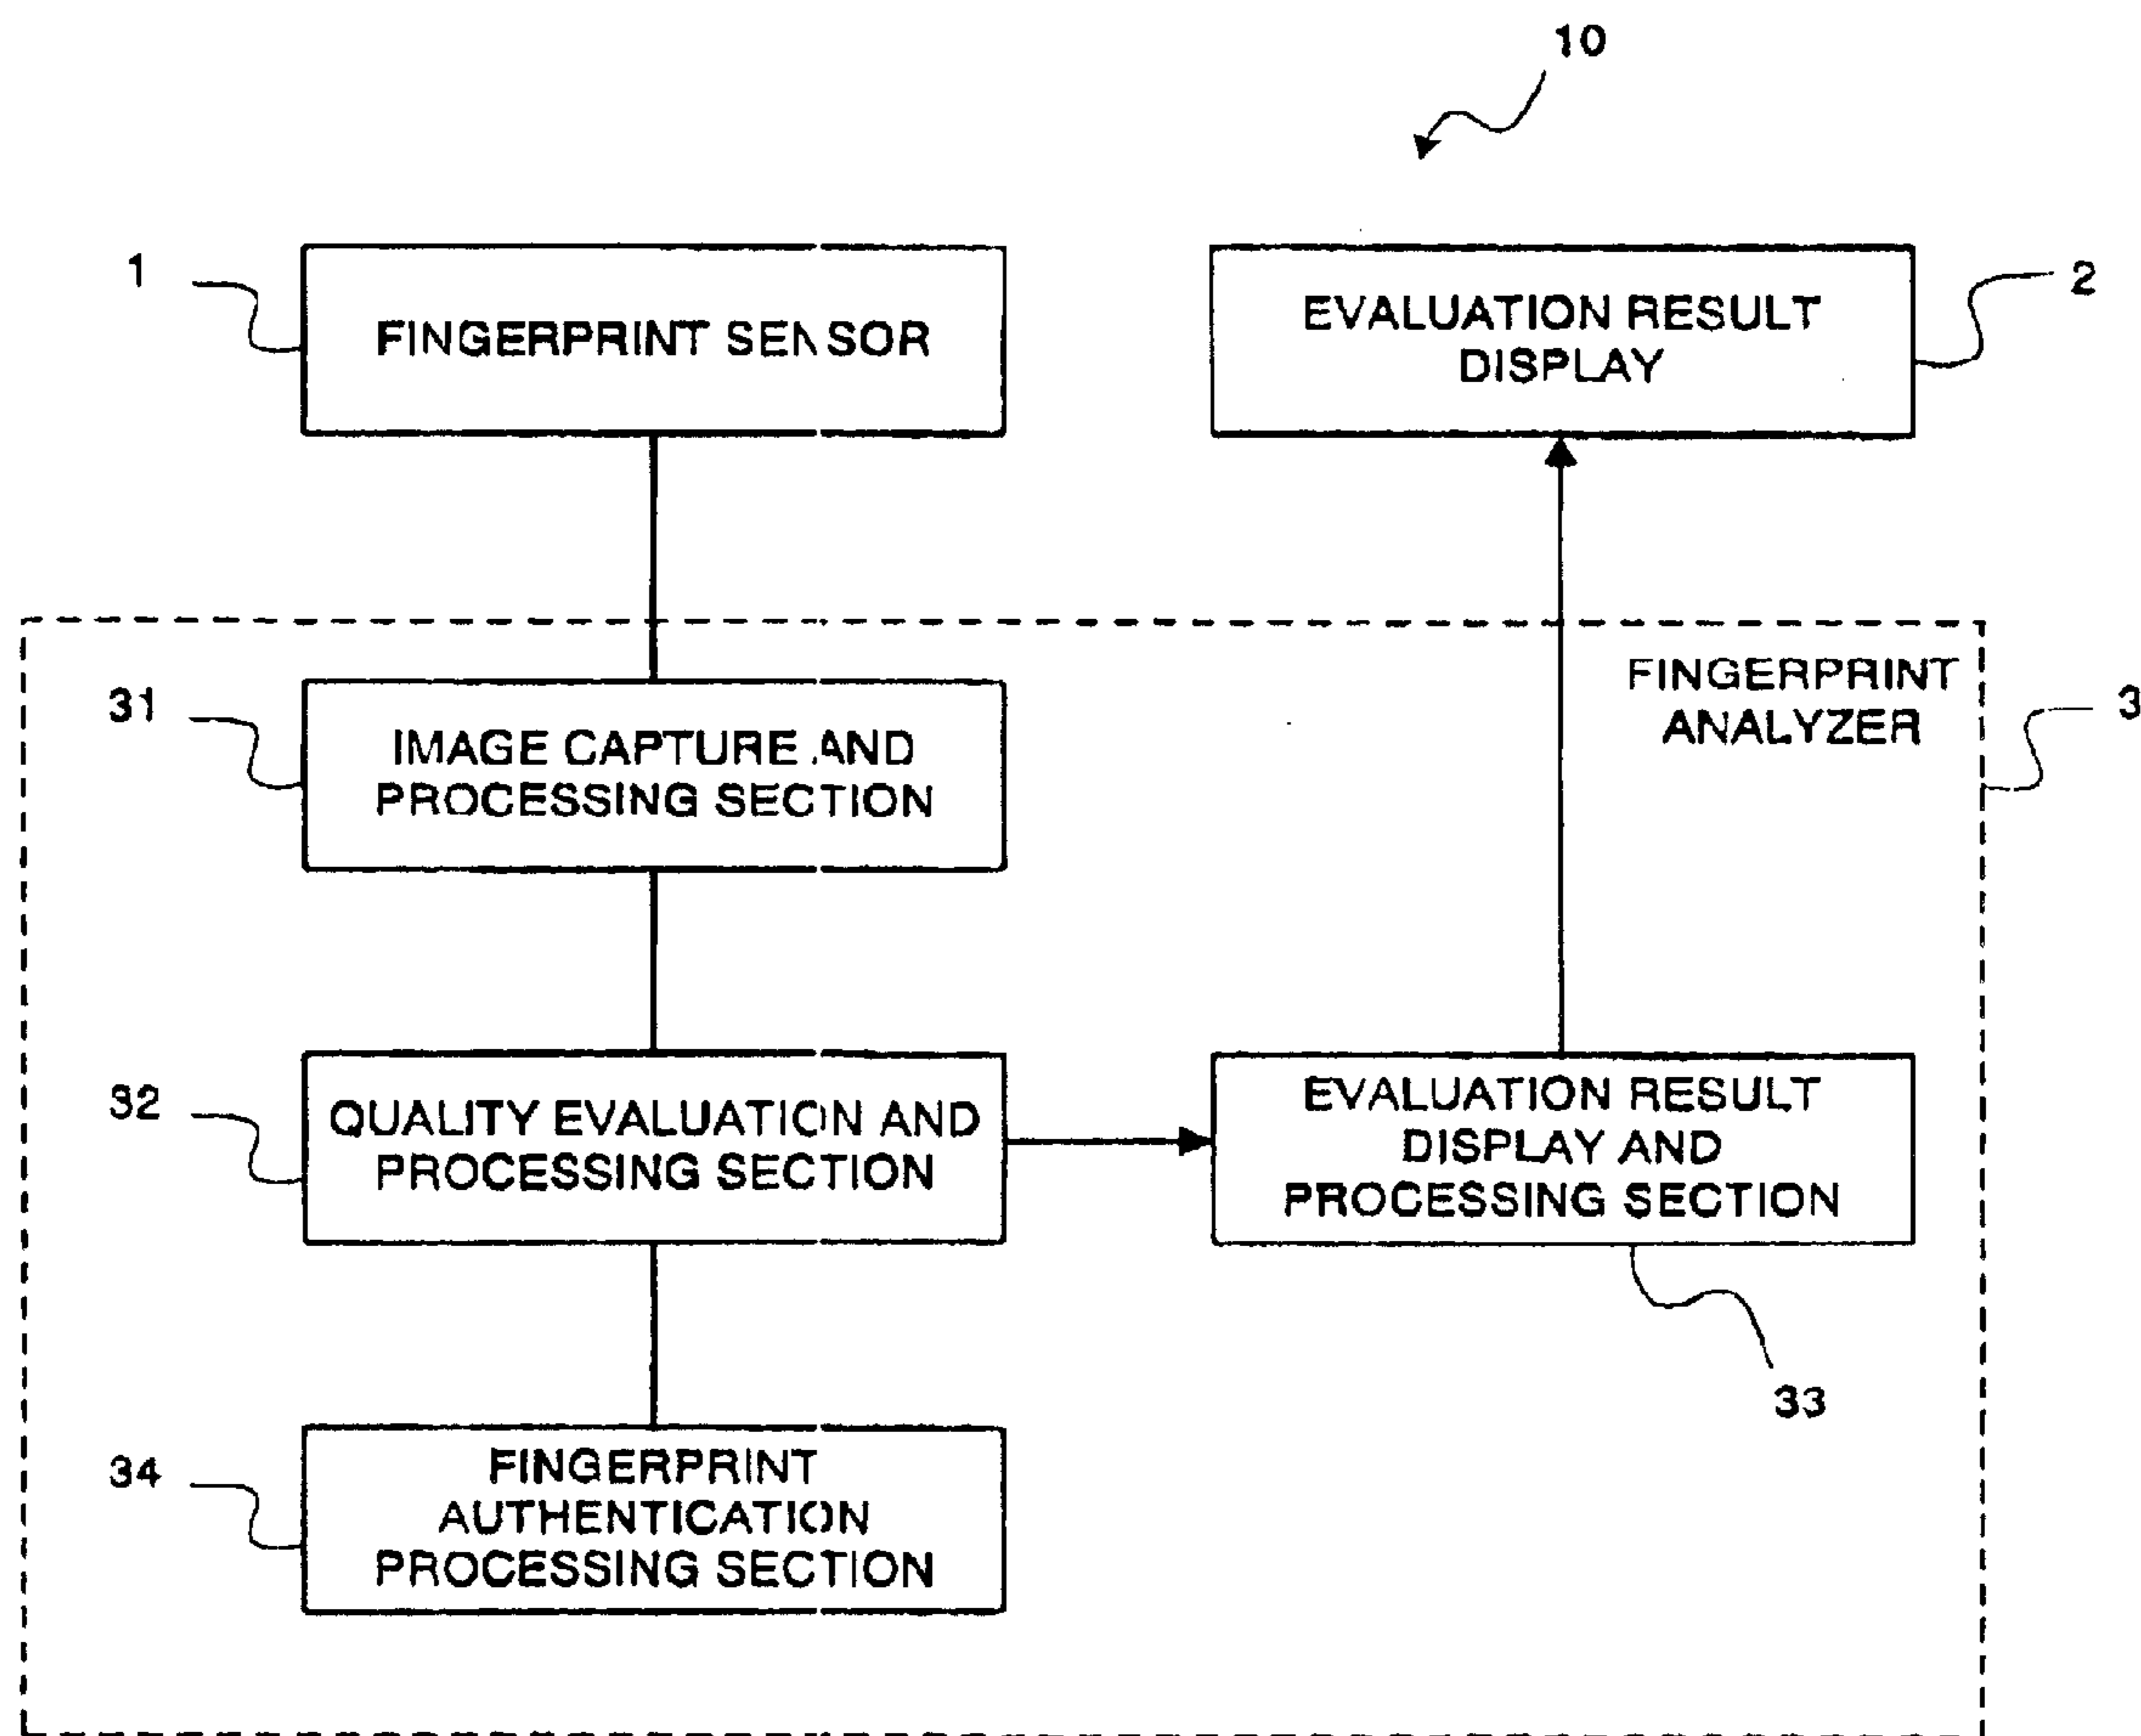 10
1
FINGERPRINT SENSOR
EVALUATION RESULT
DISPLAY
2
FINGERPRINT
ANALYZER
3
31
IMAGE CAPTURE AND
PROCESSING SECTION
32
QUALITY EVALUATION AND
PROCESSING SECTION
EVALUATION RESULT
DISPLAY AND
PROCESSING SECTION
33
34
FINGERPRINT
AUTHENTICATION
PROCESSING SECTION